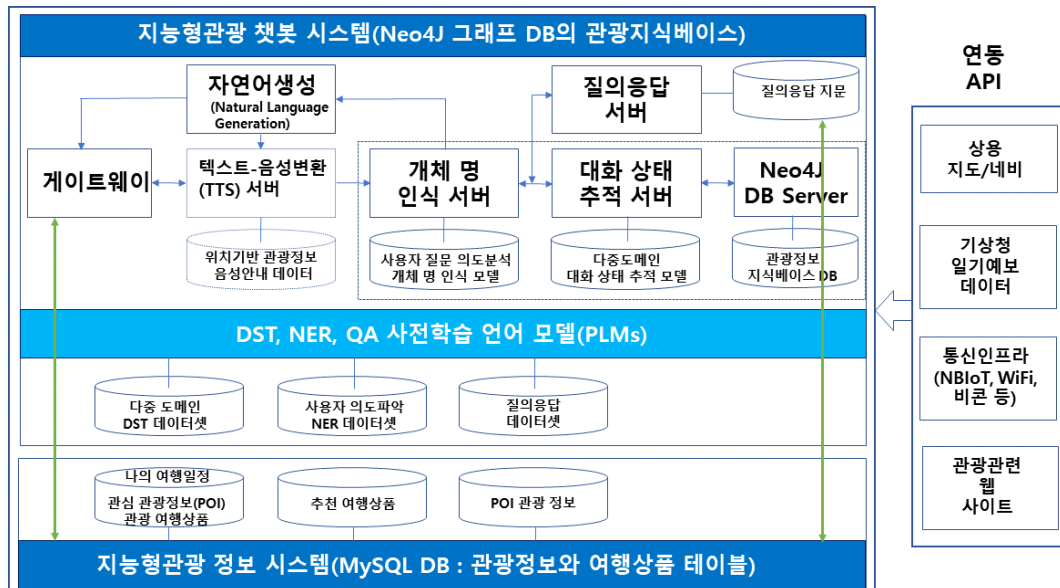 지능형관광 챗봇 시스템(Neo4J 그래프 DB의 관광지식베이스)
자연어생성
(Natural Language
Generation)
질의응답
서버
질의응답 지문
게이트웨이
텍스트-음성변환
(TTS) 서버
개체 명
인식 서버
대화 상태
추적 서버
Neo4J
DB Server
위치기반 관광정보
음성안내 데이터
사용자 질문 의도분석
개체 명 인식 모델
다중도메인
대화 상태 추적 모델
관광정보
지식베이스 DB
DST, NER, QA 사전학습 언어 모델(PLMs)
다중 도메인
DST 데이터셋
사용자 의도파악
NER 데이터셋
질의응답
데이터셋
나의 여행일정
관심 관광정보(POI)
관광 여행상품
추천 여행상품
POI 관광 정보
지능형관광 정보 시스템(MySQL DB : 관광정보와 여행상품 테이블)
연동
API
상용
지도/네비
기상청
일기예보
데이터
통신인프라
(NBIoT, WiFi,
비콘 등)
관광관련
웹
사이트